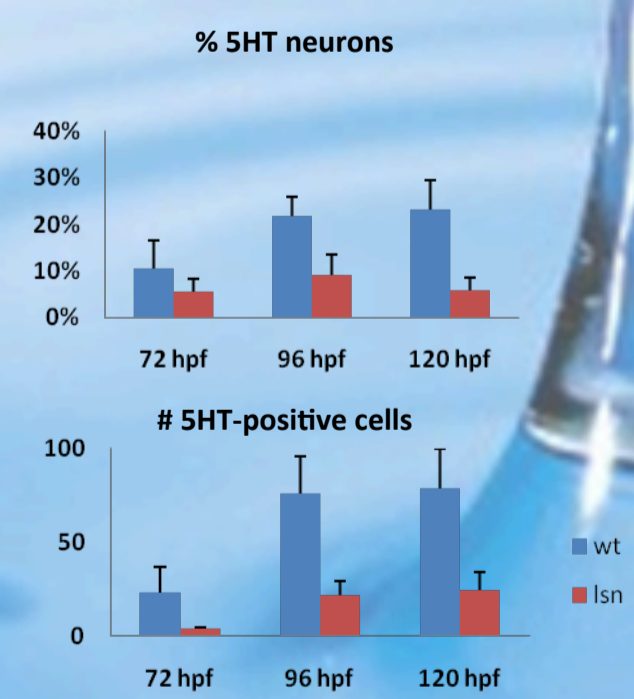 % 5HT neurons
40%
30%
20%
10%
0%
72 hpf 96 hpf 120 hpf
# 5HT-positive cells
100
50
0
wt
lsn
72 hpf 96 hpf 120 hpf